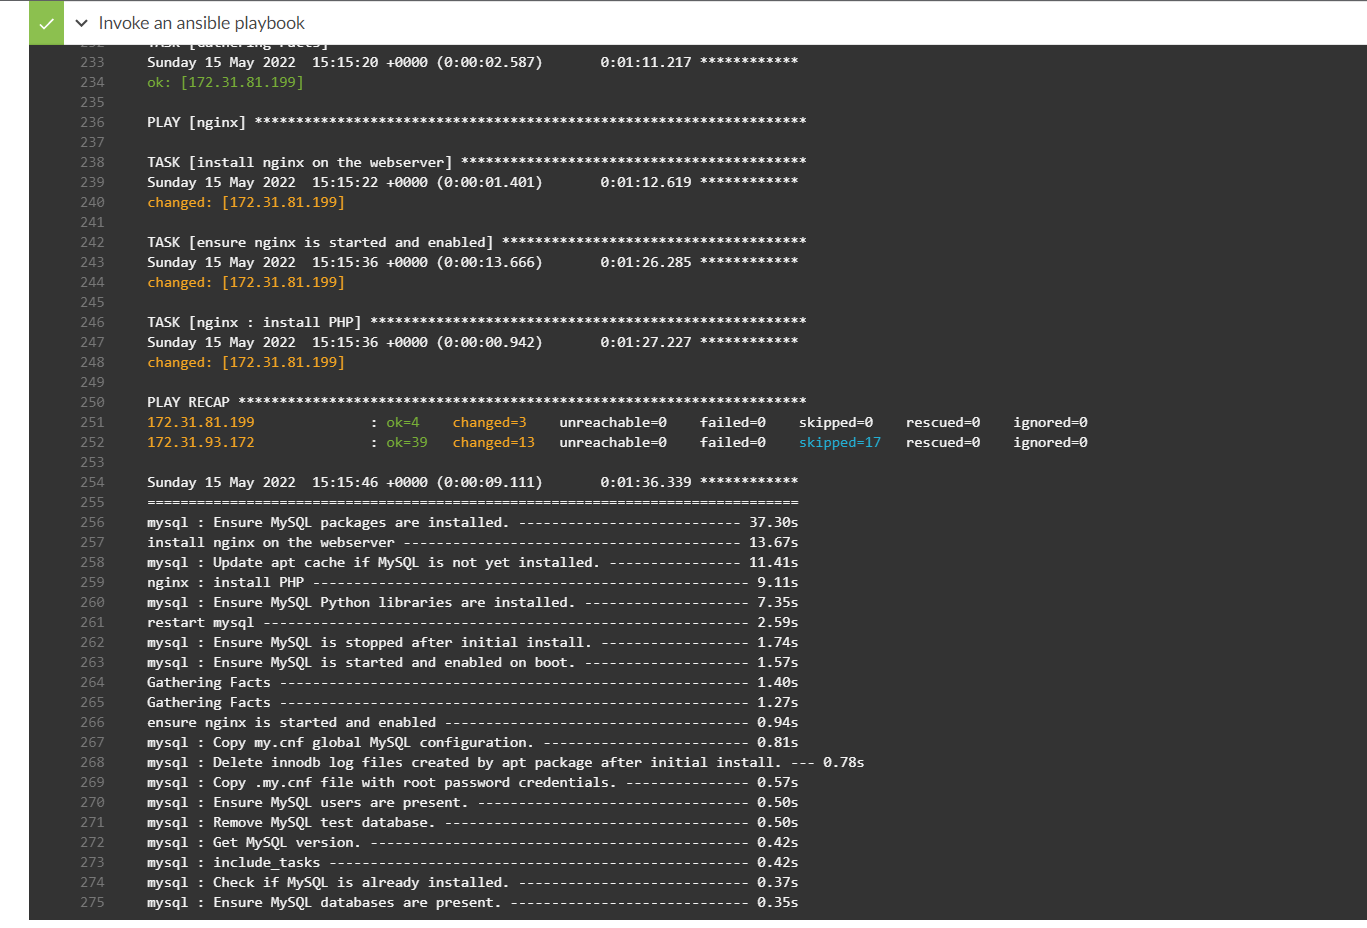 Invoke an ansible playbook
232 TASK [Gathering Facts]
233 Sunday 15 May 2022  15:15:20 +0000 (0:00:02.587)       0:01:11.217 ************
234 ok: [172.31.81.199]
235
236 PLAY [nginx] *******************************************************************
237
238 TASK [install nginx on the webserver] ******************************************
239 Sunday 15 May 2022  15:15:22 +0000 (0:00:01.401)       0:01:12.619 ************
240 changed: [172.31.81.199]
241
242 TASK [ensure nginx is started and enabled] *************************************
243 Sunday 15 May 2022  15:15:36 +0000 (0:00:13.666)       0:01:26.285 ************
244 changed: [172.31.81.199]
245
246 TASK [nginx : install PHP] *****************************************************
247 Sunday 15 May 2022  15:15:36 +0000 (0:00:00.942)       0:01:27.227 ************
248 changed: [172.31.81.199]
249
250 PLAY RECAP *********************************************************************
251 172.31.81.199              : ok=4    changed=3    unreachable=0    failed=0    skipped=0    rescued=0    ignored=0
252 172.31.93.172              : ok=39   changed=13   unreachable=0    failed=0    skipped=17   rescued=0    ignored=0
253
254 Sunday 15 May 2022  15:15:46 +0000 (0:00:09.111)       0:01:36.339 ************
255 ===============================================================================
256 mysql : Ensure MySQL packages are installed. --------------------------- 37.30s
257 install nginx on the webserver ----------------------------------------- 13.67s
258 mysql : Update apt cache if MySQL is not yet installed. ---------------- 11.41s
259 nginx : install PHP ----------------------------------------------------- 9.11s
260 mysql : Ensure MySQL Python libraries are installed. -------------------- 7.35s
261 restart mysql ----------------------------------------------------------- 2.59s
262 mysql : Ensure MySQL is stopped after initial install. ------------------ 1.74s
263 mysql : Ensure MySQL is started and enabled on boot. -------------------- 1.57s
264 Gathering Facts --------------------------------------------------------- 1.40s
265 Gathering Facts --------------------------------------------------------- 1.27s
266 ensure nginx is started and enabled ------------------------------------- 0.94s
267 mysql : Copy my.cnf global MySQL configuration. ------------------------- 0.81s
268 mysql : Delete innodb log files created by apt package after initial install. --- 0.78s
269 mysql : Copy .my.cnf file with root password credentials. --------------- 0.57s
270 mysql : Ensure MySQL users are present. --------------------------------- 0.50s
271 mysql : Remove MySQL test database. ------------------------------------- 0.50s
272 mysql : Get MySQL version. ---------------------------------------------- 0.42s
273 mysql : include_tasks --------------------------------------------------- 0.42s
274 mysql : Check if MySQL is already installed. ---------------------------- 0.37s
275 mysql : Ensure MySQL databases are present. ----------------------------- 0.35s